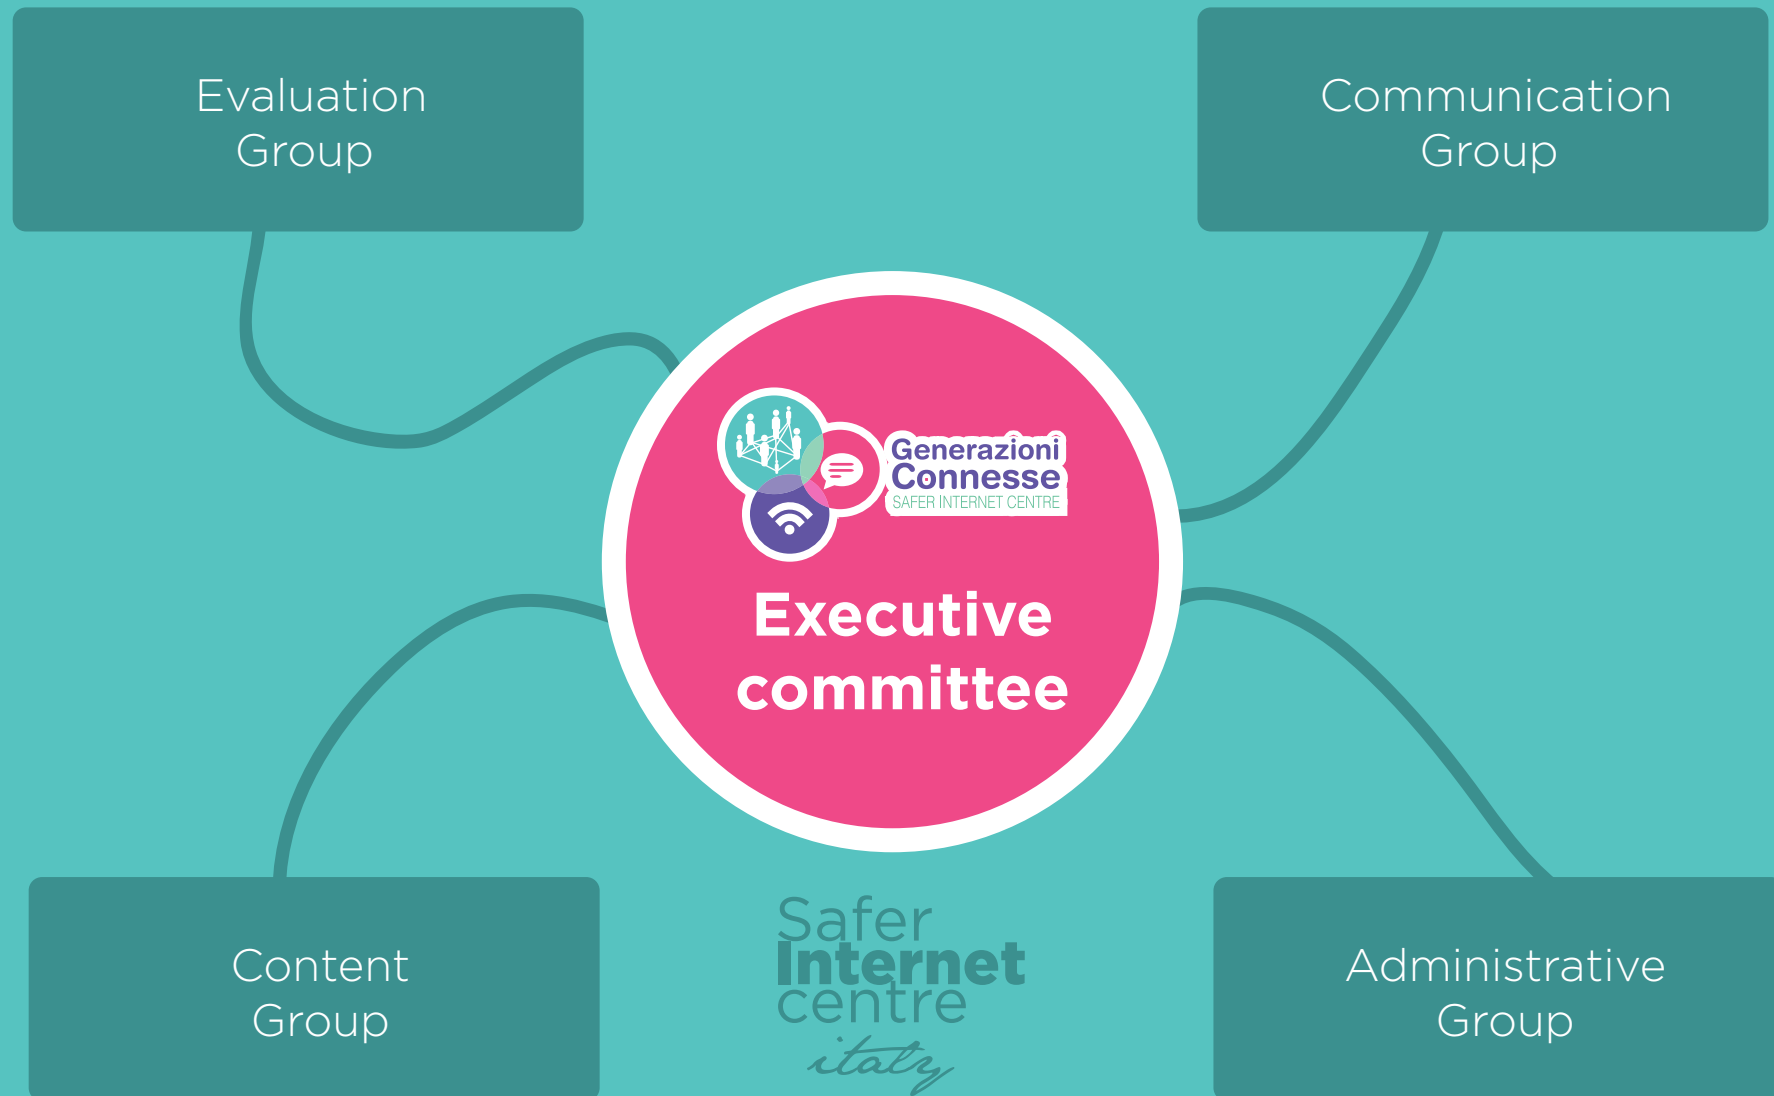 Evaluation
Group
Communication
Group
Generazioni
Connesse
SAFER INTERNET CENTRE
Executive
committee
Content
Group
Safer
Internet
centre
italy
Administrative
Group